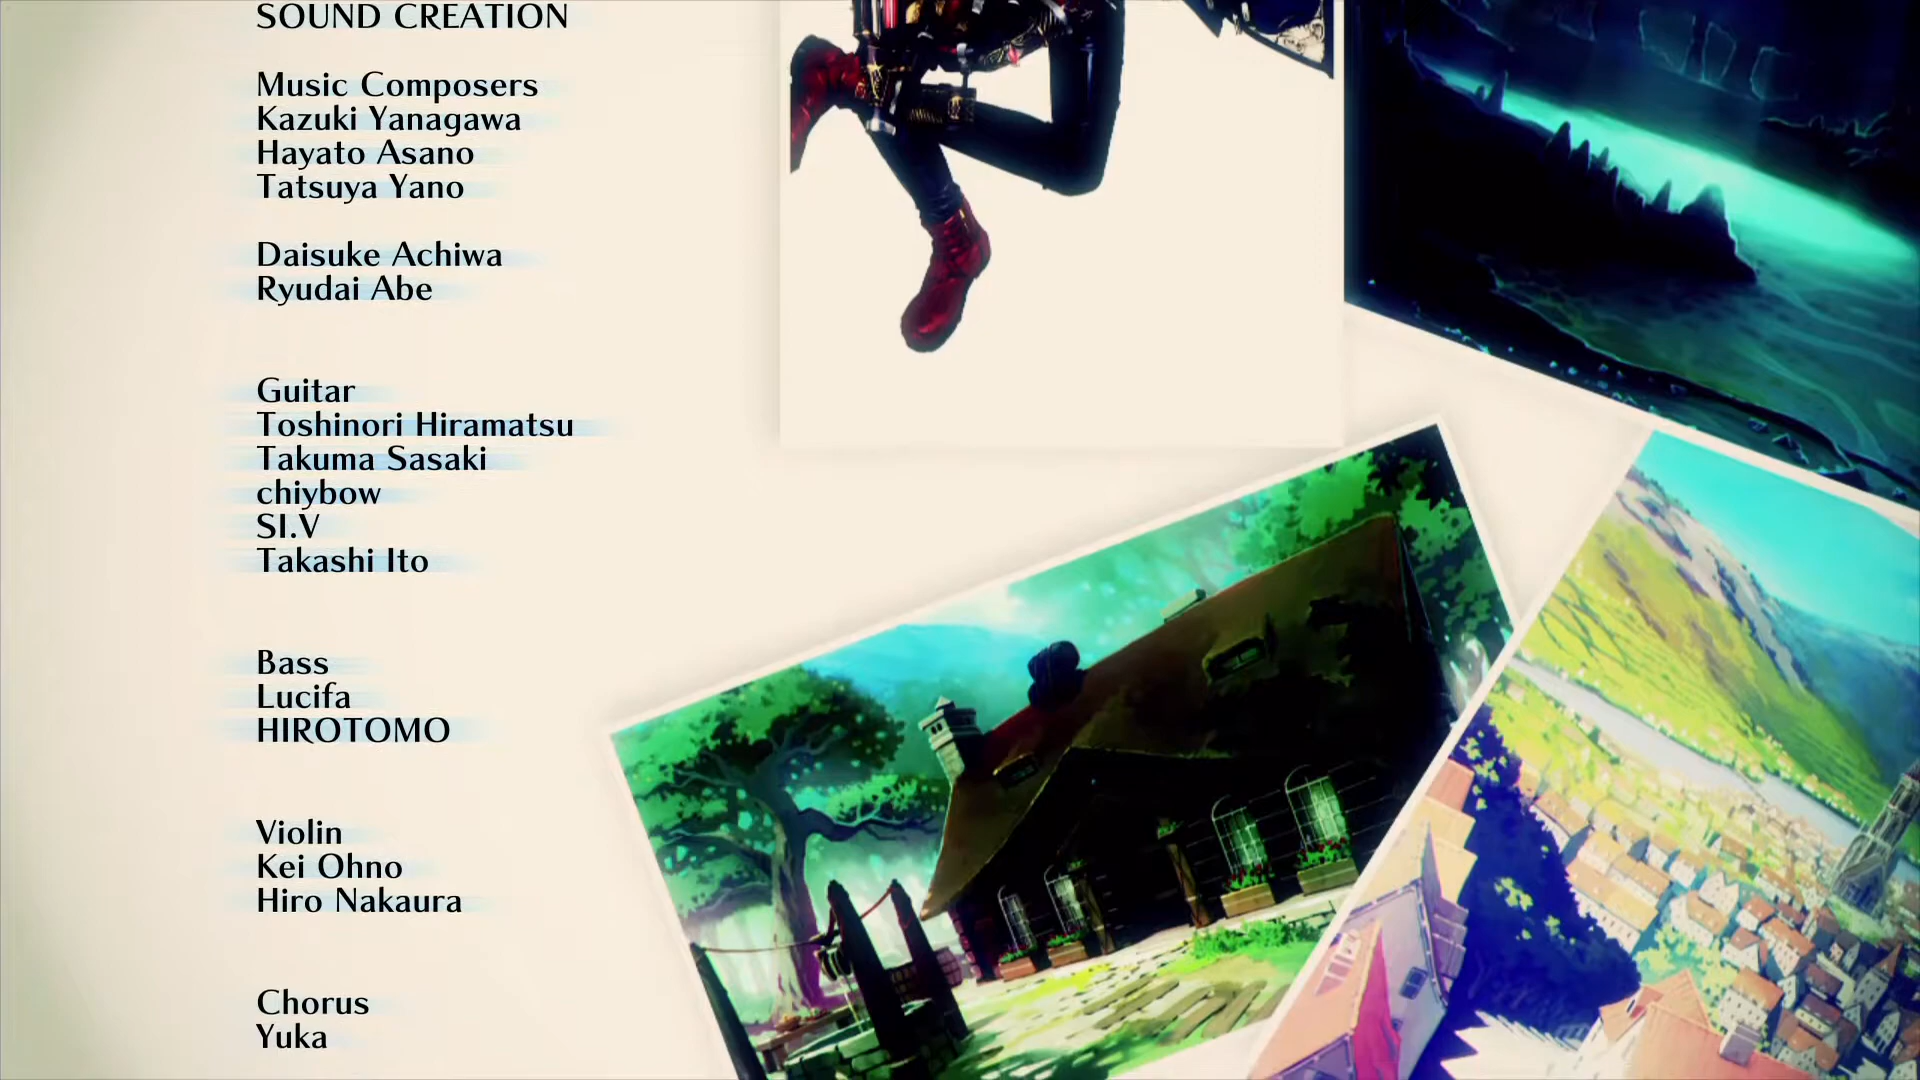 SOUND CREATION
Music Composers
Kazuki Yanagawa
Hayato Asano
Tatsuya Yano
Daisuke Achiwa
Ryudai Abe
Guitar
Toshinori Hiramatsu
Takuma Sasaki
chiybow
SI.V
Takashi Ito
Bass
Lucifa
HIROTOMO
Violin
Kei Ohno
Hiro Nakaura
Chorus
Yuka